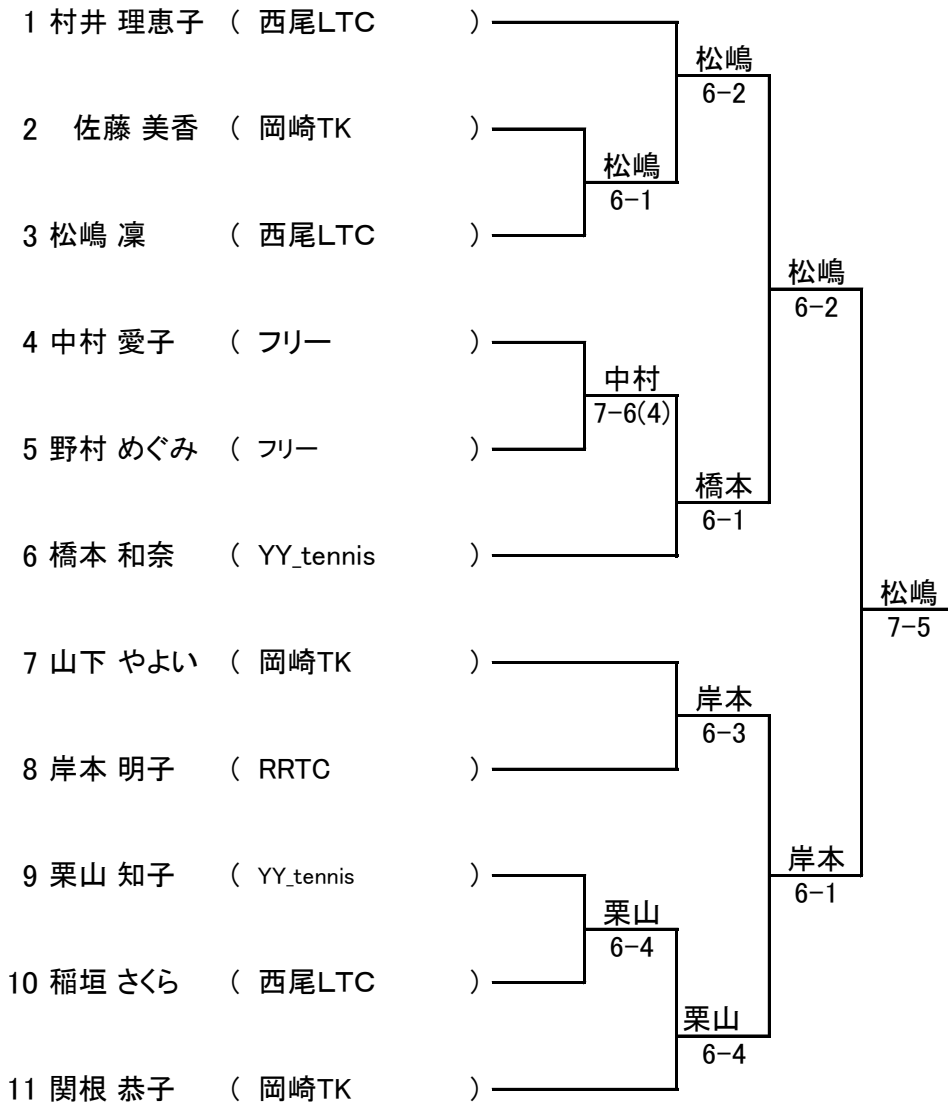 1 村井 理恵子 ( 西尾LTC )
松嶋
6-2
2 佐藤 美香 ( 岡崎TK )
松嶋
6-1
3 松嶋 凜 ( 西尾LTC )
松嶋
6-2
4 中村 愛子 ( フリー )
中村
7-6(4)
5 野村 めぐみ ( フリー )
橋本
6-1
6 橋本 和奈 ( YY_tennis )
松嶋
7-5
7 山下 やよい ( 岡崎TK )
岸本
6-3
8 岸本 明子 ( RRTC )
岸本
6-1
9 栗山 知子 ( YY_tennis )
栗山
6-4
10 稲垣 さくら ( 西尾LTC )
栗山
6-4
11 関根 恭子 ( 岡崎TK )